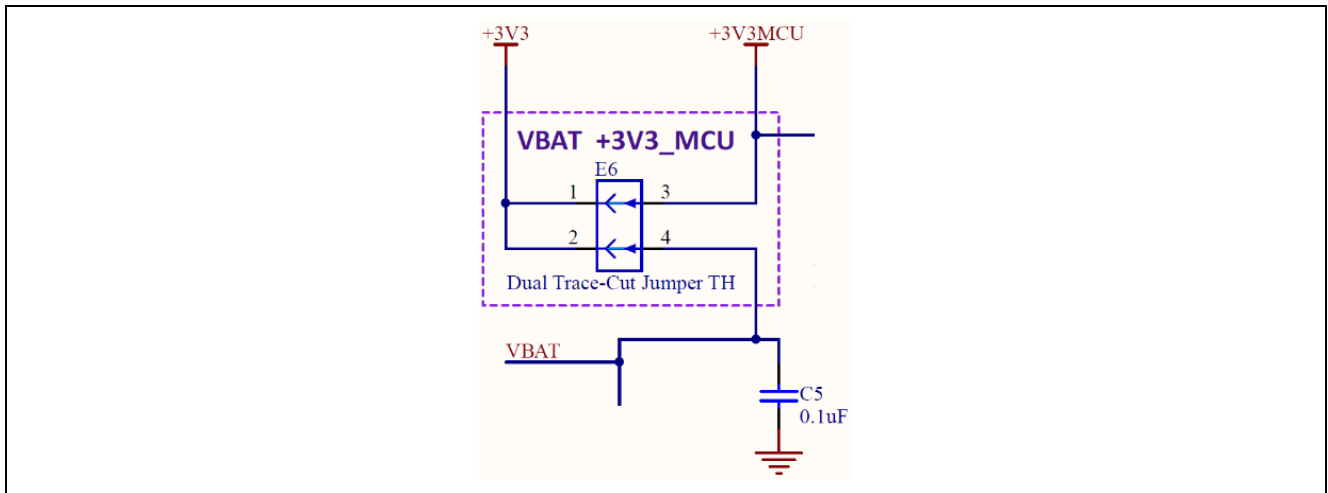 +3V3 +3V3MCU
VBAT +3V3_MCU
E6
1 3
2 4
Dual Trace-Cut Jumper TH
VBAT
C5
0.1uF